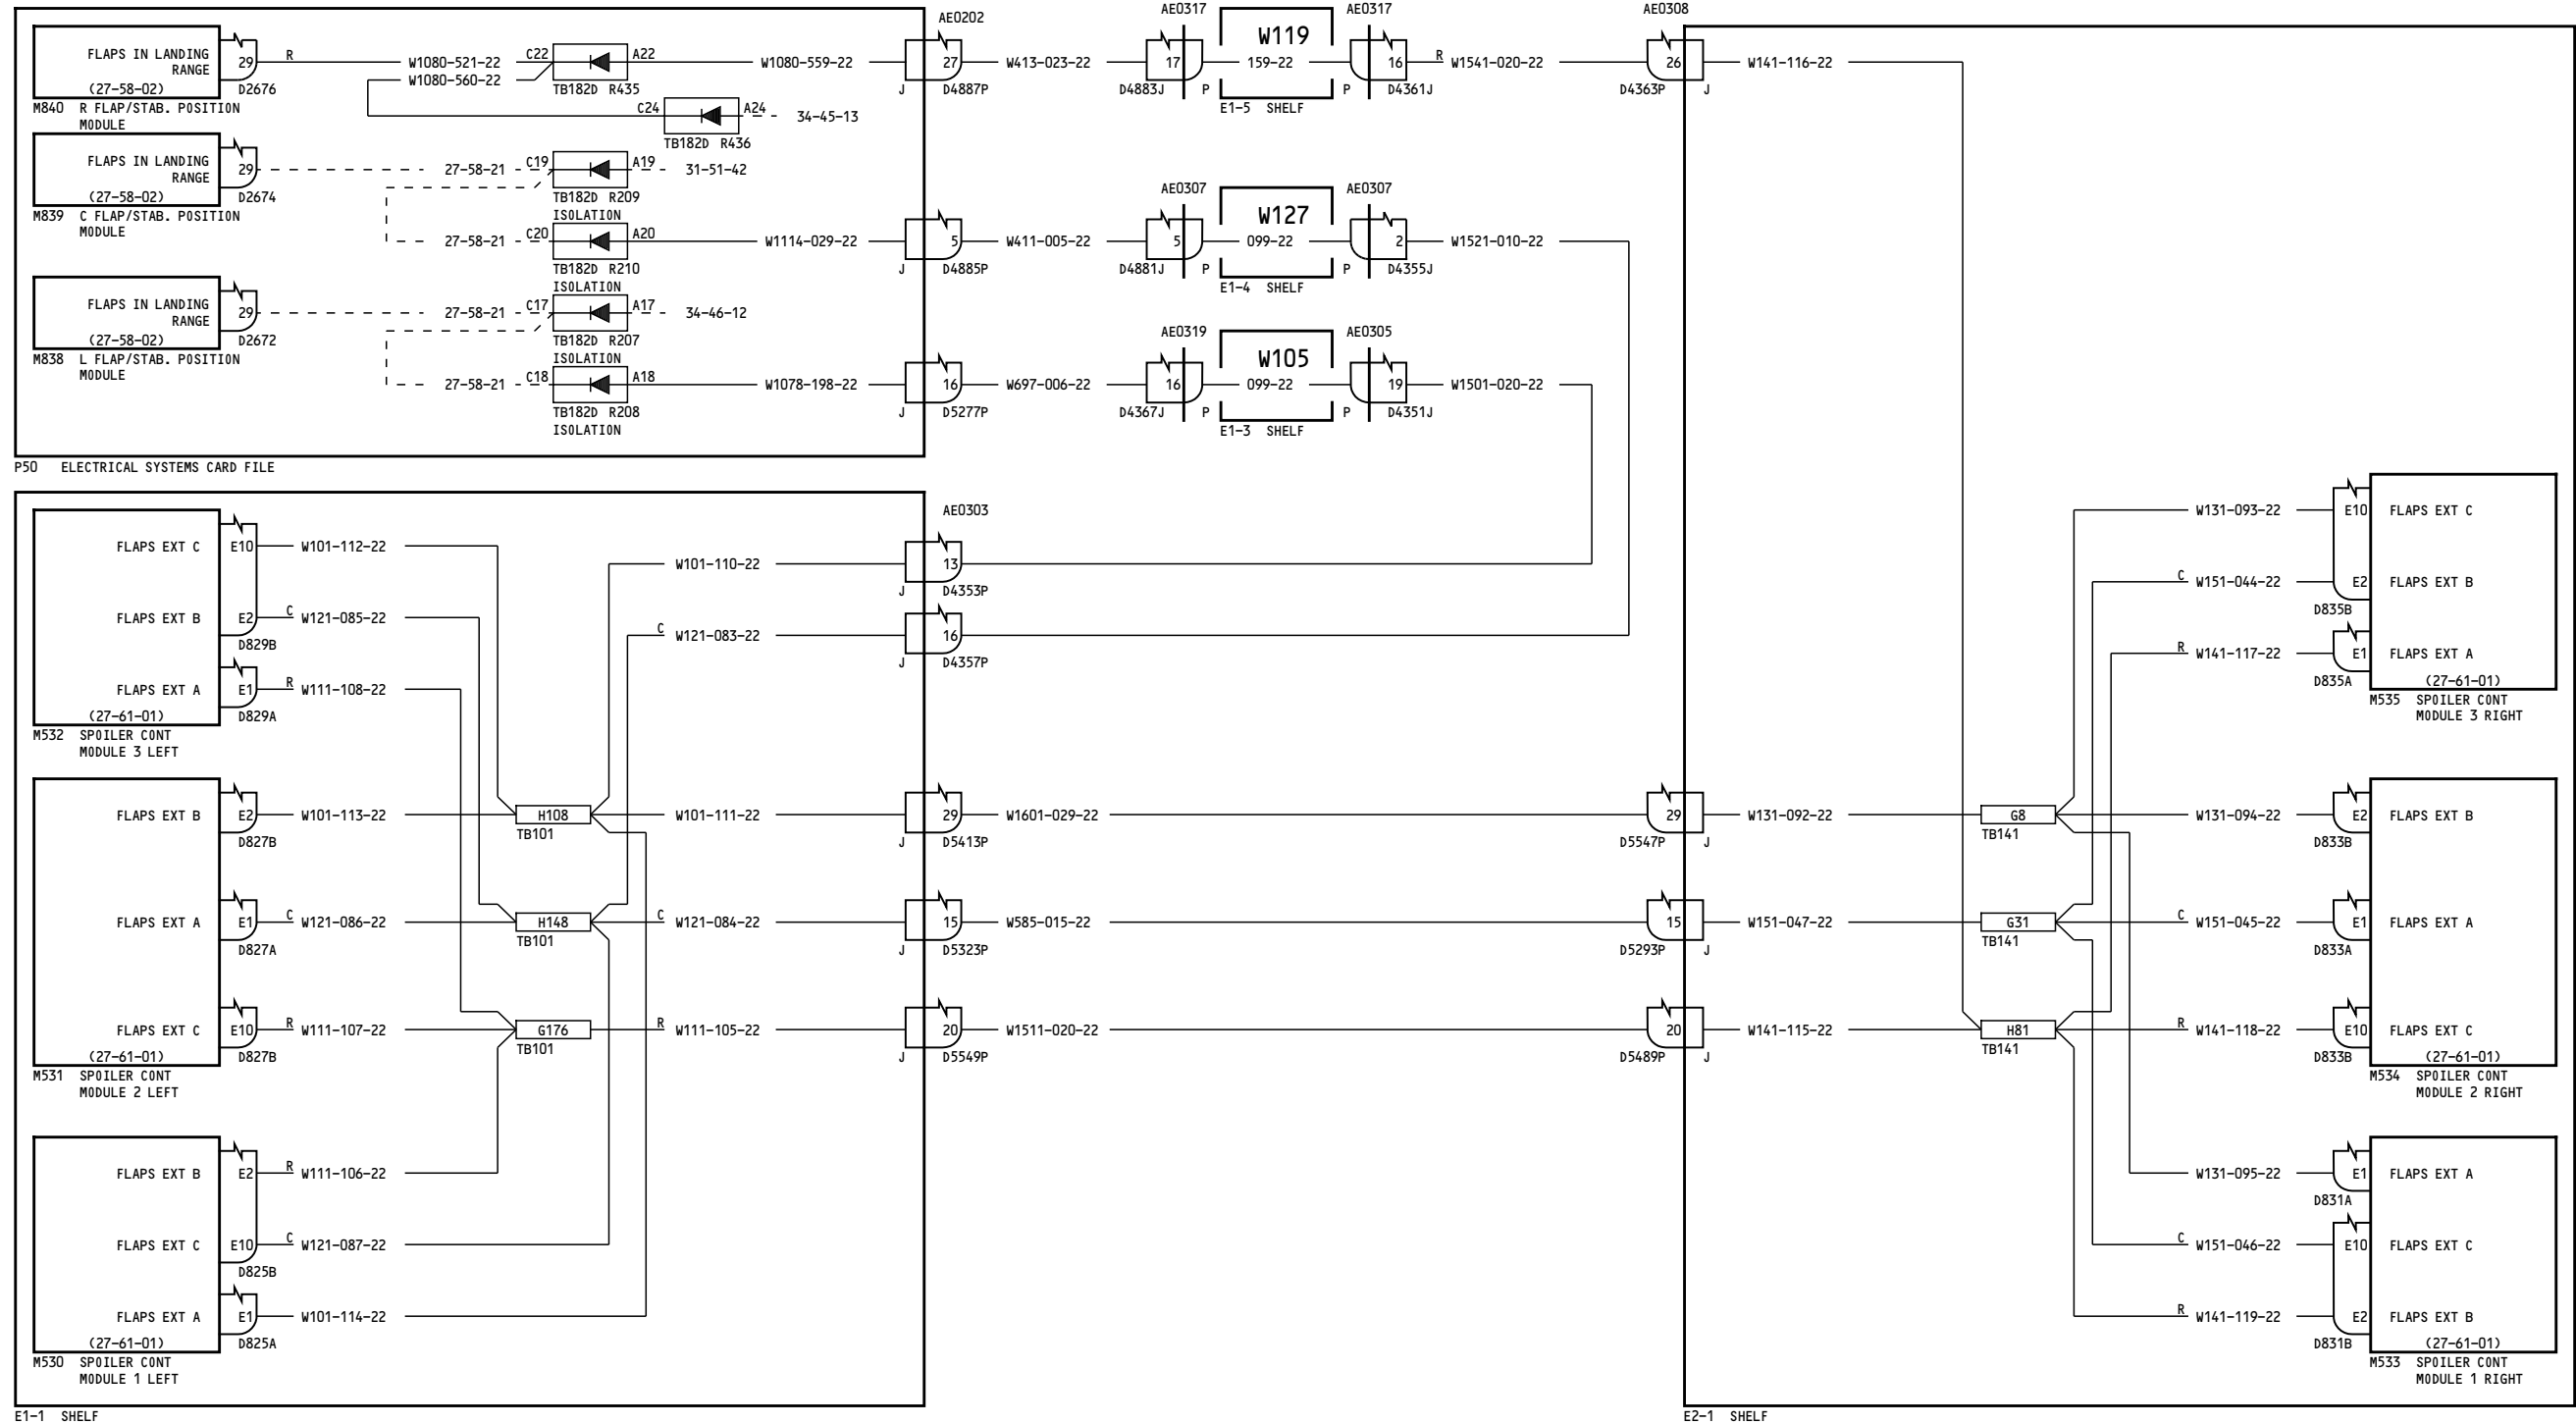 AE0202
AE0317
AE0317
AE0308
FLAPS IN LANDING
RANGE
(27-58-02)
29
D2676
M840 R FLAP/STAB. POSITION
MODULE
R
W1080-521-22
W1080-560-22
C22
A22
TB182D R435
W1080-559-22
27
J
D4887P
W413-023-22
17
D4883J
P
W119
159-22
E1-5 SHELF
P
16
D4361J
R
W1541-020-22
26
D4363P
J
W141-116-22
C24
A24
34-45-13
TB182D R436
FLAPS IN LANDING
RANGE
(27-58-02)
29
D2674
M839 C FLAP/STAB. POSITION
MODULE
27-58-21
C19
A19
31-51-42
TB182D R209
ISOLATION
27-58-21
C20
A20
TB182D R210
ISOLATION
W1114-029-22
5
J
D4885P
W411-005-22
AE0307
5
D4881J
P
W127
099-22
E1-4 SHELF
AE0307
P
2
D4355J
W1521-010-22
FLAPS IN LANDING
RANGE
(27-58-02)
29
D2672
M838 L FLAP/STAB. POSITION
MODULE
27-58-21
C17
A17
34-46-12
TB182D R207
ISOLATION
27-58-21
C18
A18
TB182D R208
ISOLATION
W1078-198-22
16
J
D5277P
W697-006-22
AE0319
16
D4367J
P
W105
099-22
E1-3 SHELF
AE0305
P
19
D4351J
W1501-020-22
P50 ELECTRICAL SYSTEMS CARD FILE
AE0303
FLAPS EXT C
E10
W101-112-22
FLAPS EXT B
E2
C
W121-085-22
D829B
FLAPS EXT A
E1
R
W111-108-22
(27-61-01)
D829A
M532 SPOILER CONT
MODULE 3 LEFT
W101-110-22
13
J
D4353P
C
W121-083-22
16
J
D4357P
FLAPS EXT B
E2
W101-113-22
D827B
H108
TB101
W101-111-22
29
J
D5413P
W1601-029-22
29
D5547P
J
W131-092-22
G8
TB141
FLAPS EXT A
E1
C
W121-086-22
D827A
H148
TB101
C
W121-084-22
15
J
D5323P
W585-015-22
15
D5293P
J
W151-047-22
G31
TB141
FLAPS EXT C
E10
R
W111-107-22
(27-61-01)
D827B
M531 SPOILER CONT
MODULE 2 LEFT
G176
TB101
R
W111-105-22
20
J
D5549P
W1511-020-22
20
D5489P
J
W141-115-22
H81
TB141
FLAPS EXT B
E2
R
W111-106-22
FLAPS EXT C
E10
C
W121-087-22
D825B
FLAPS EXT A
E1
W101-114-22
(27-61-01)
D825A
M530 SPOILER CONT
MODULE 1 LEFT
E1-1 SHELF
W131-093-22
E10
FLAPS EXT C
C
W151-044-22
E2
FLAPS EXT B
D835B
R
W141-117-22
E1
FLAPS EXT A
D835A
(27-61-01)
M535 SPOILER CONT
MODULE 3 RIGHT
W131-094-22
E2
FLAPS EXT B
D833B
C
W151-045-22
E1
FLAPS EXT A
D833A
R
W141-118-22
E10
FLAPS EXT C
D833B
(27-61-01)
M534 SPOILER CONT
MODULE 2 RIGHT
W131-095-22
E1
FLAPS EXT A
D831A
C
W151-046-22
E10
FLAPS EXT C
R
W141-119-22
E2
FLAPS EXT B
D831B
(27-61-01)
M533 SPOILER CONT
MODULE 1 RIGHT
E2-1 SHELF